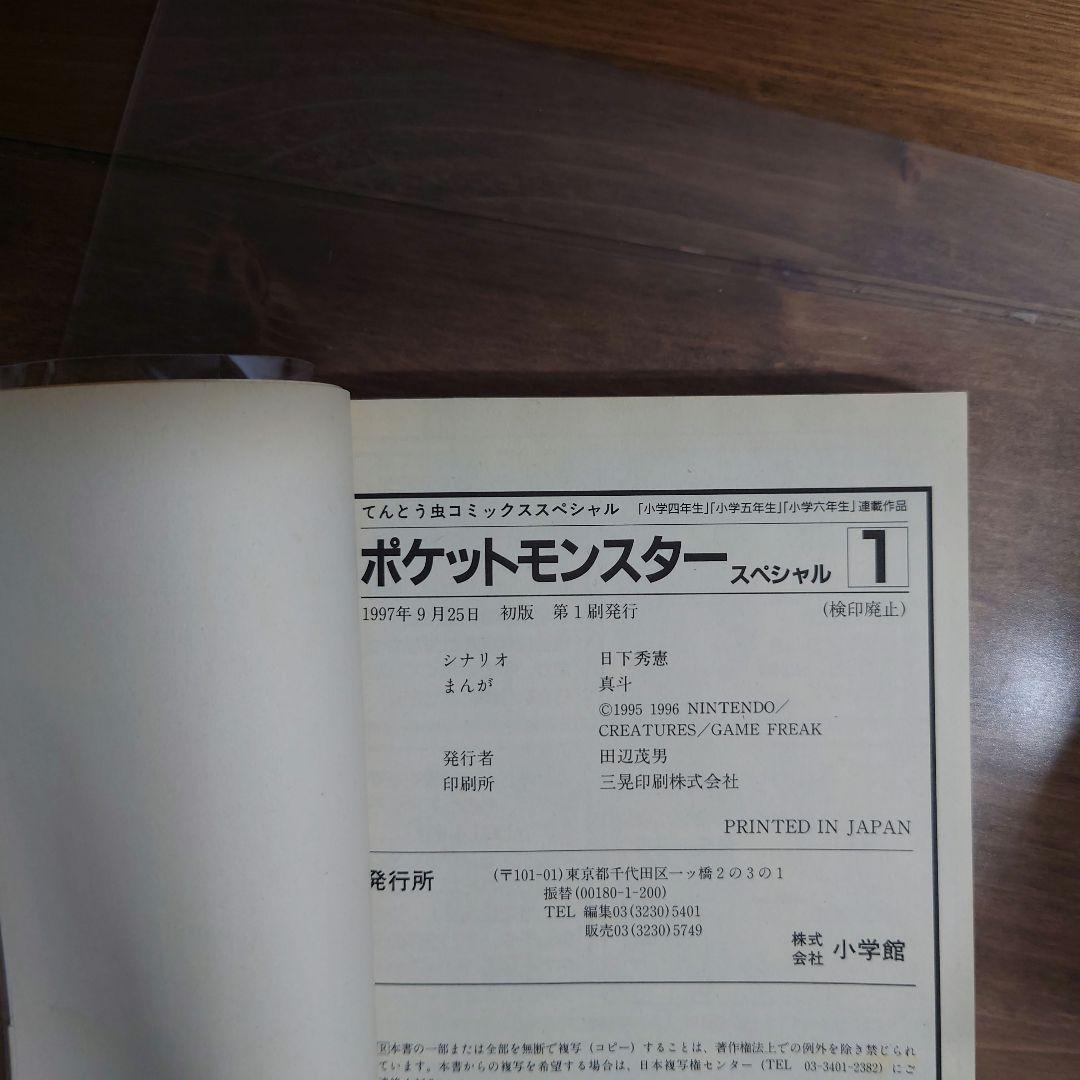 てんとう虫コミックススペシャル 「小学四年生」「小学五年生」「小学六年生」連載作品
ポケットモンスタースペシャル 1
1997年9月25日 初版 第1刷発行 (検印廃止)
シナリオ 日下秀憲
まんが 真斗
©1995 1996 NINTENDO/
CREATURES/GAME FREAK
発行者 田辺茂男
印刷所 三晃印刷株式会社
PRINTED IN JAPAN
発行所 (〒101-01)東京都千代田区一ッ橋2の3の1
振替(00180-1-200)
TEL 編集03(3230)5401
販売03(3230)5749
株式会社 小学館
Ⓡ本書の一部または全部を無断で複写(コピー)することは、著作権法上での例外を除き禁じられ
ています。本書からの複写を希望する場合は、日本複写権センター(TEL 03-3401-2382)にご